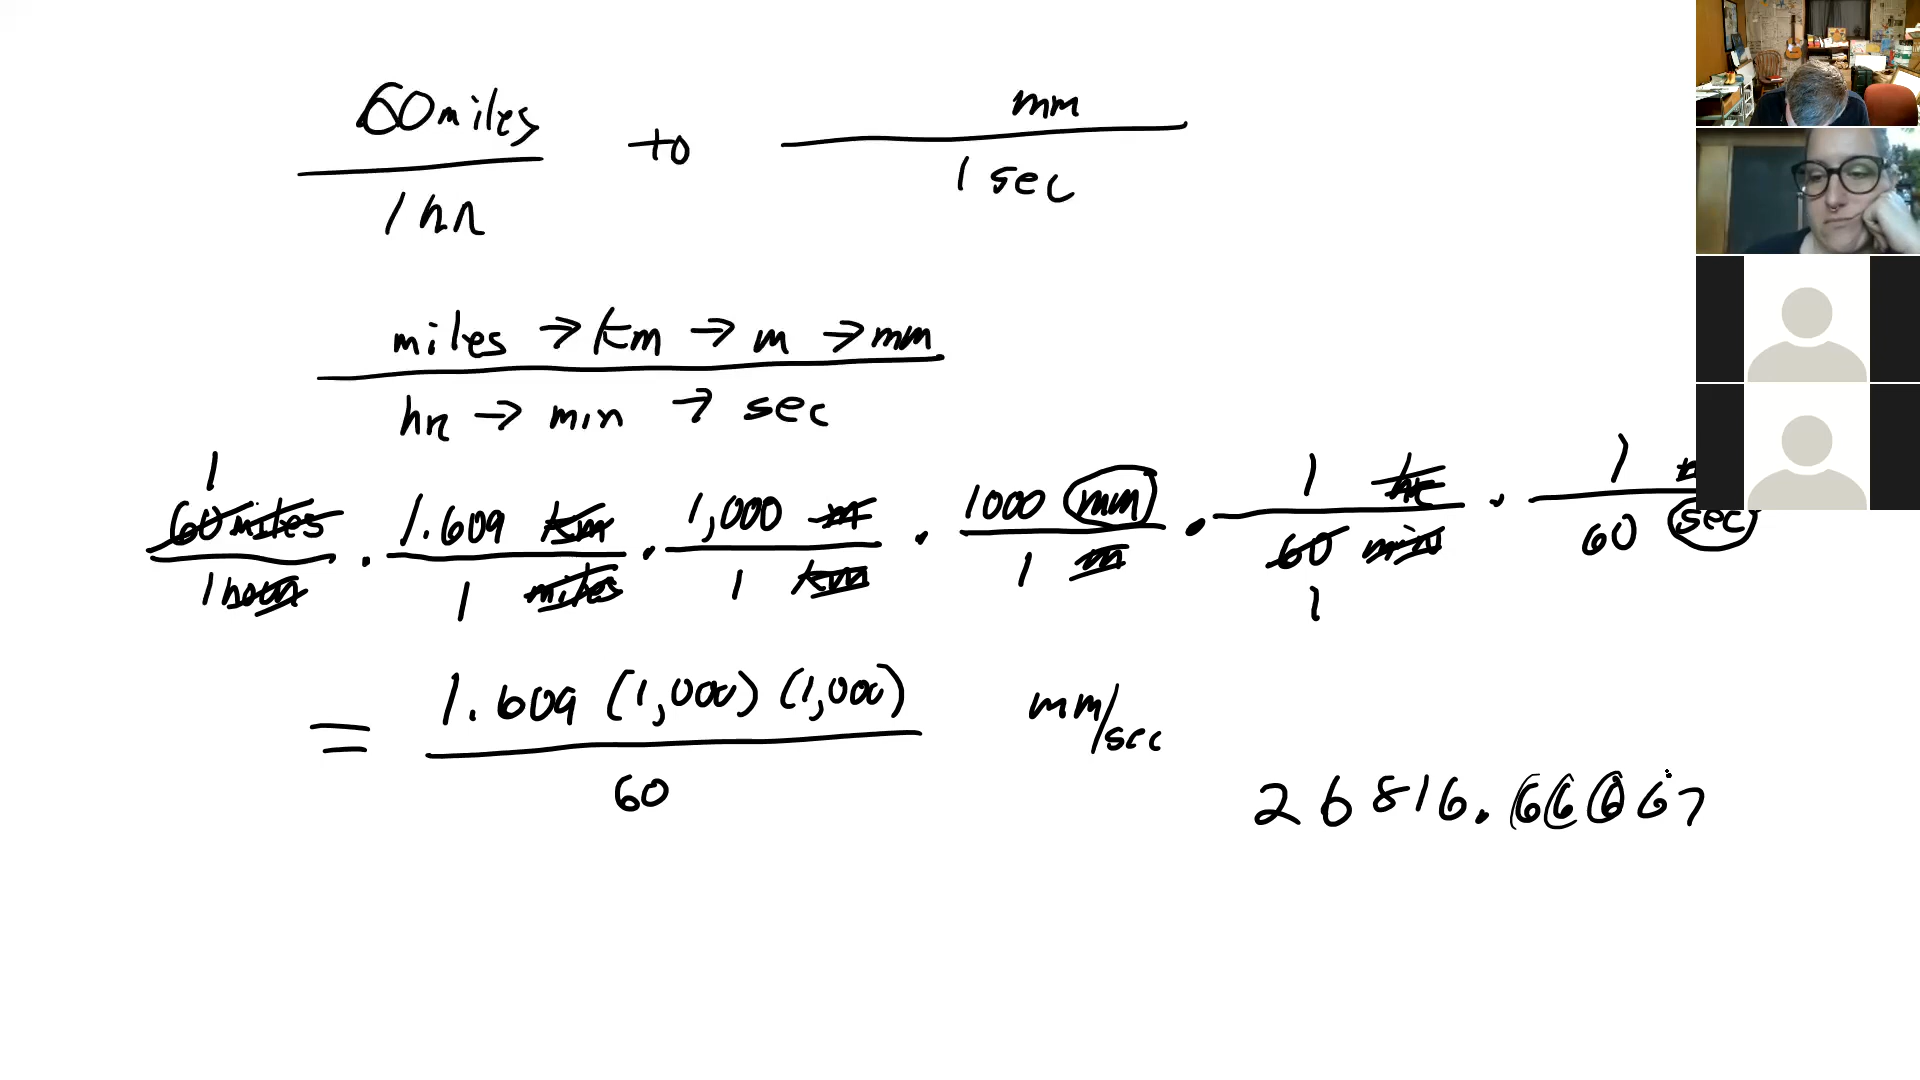 60 miles to mm
1 hr 1 sec
miles → km → m → mm
hr → min → sec
1
60 miles · 1.609 km · 1,000 m · 1000 mm · 1 hr · 1
1 hour 1 miles 1 km 1 m 60 min 60 sec
1
= 1.609 (1,000) (1,000) mm/sec
60
26816.66667